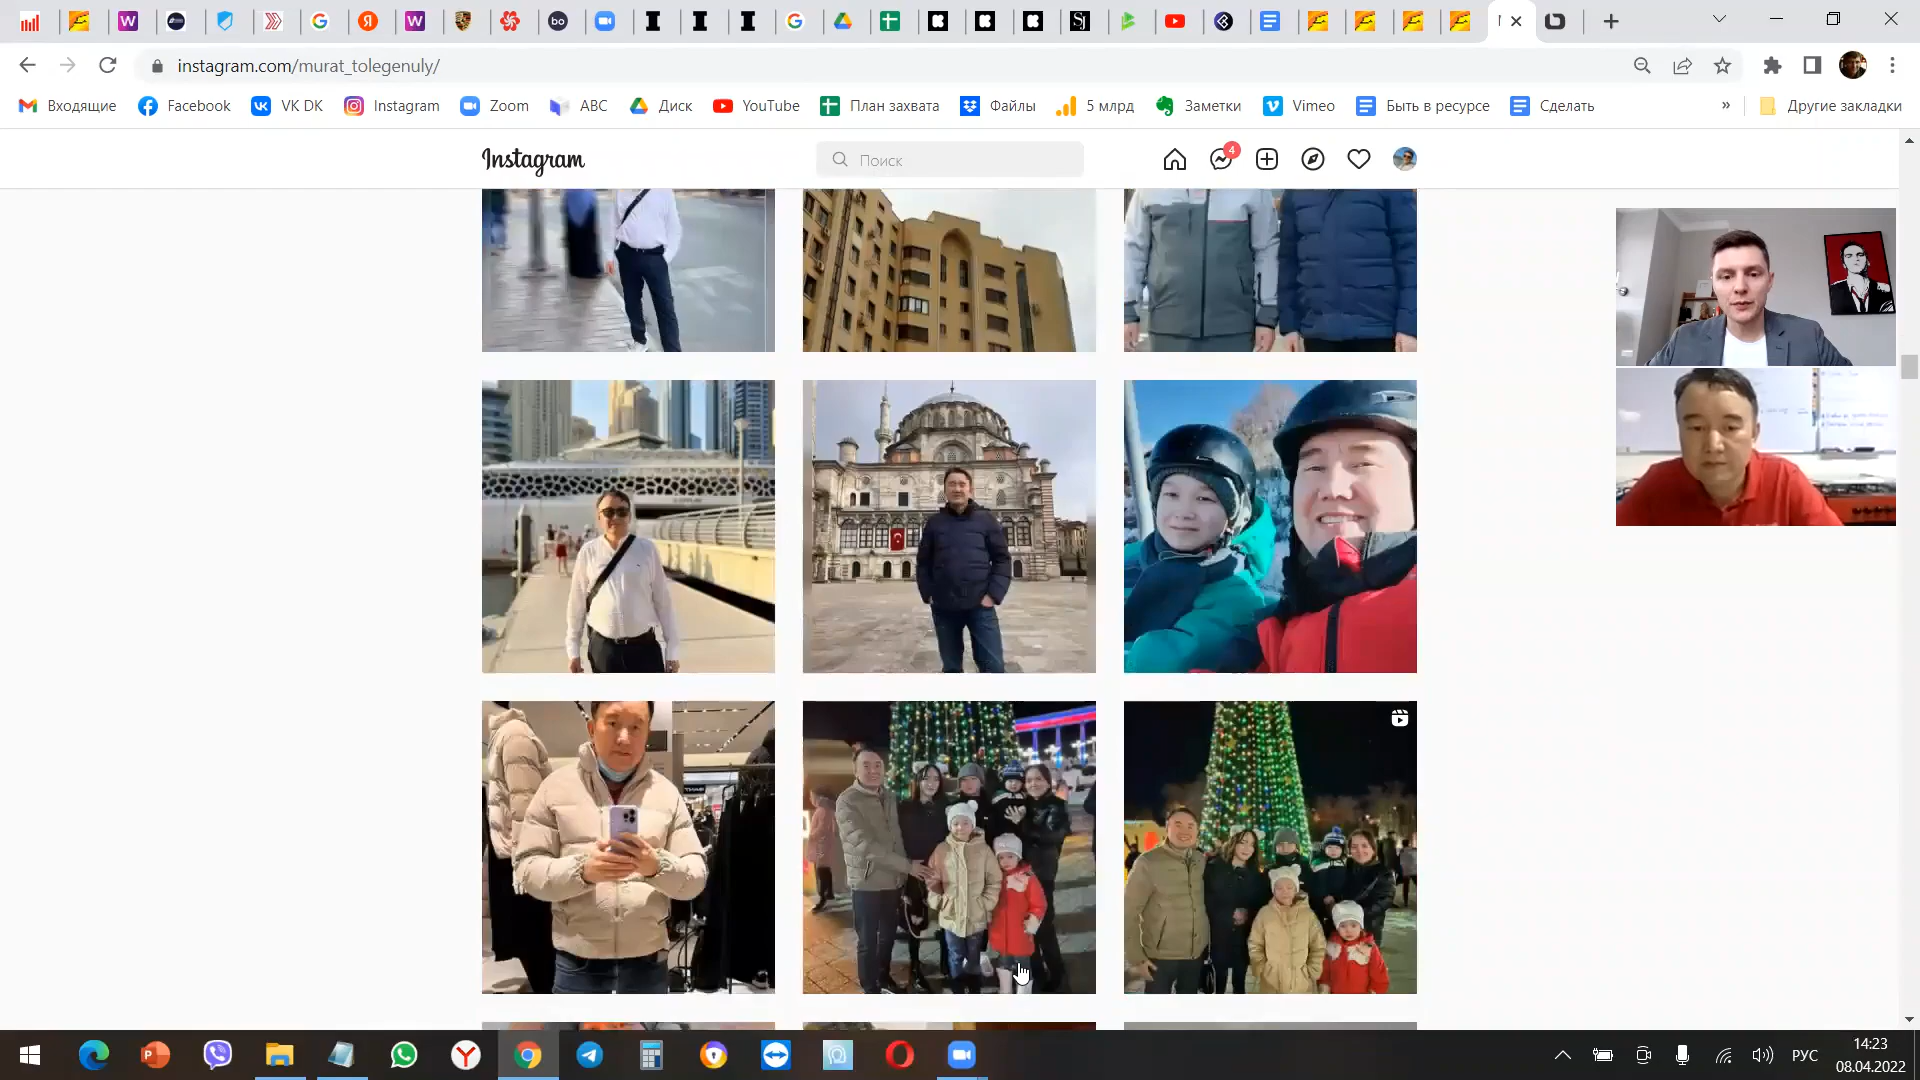 instagram.com/murat_tolegenuly/
Входящие
Facebook
VK DK
Instagram
Zoom
ABC
Диск
YouTube
План захвата
Файлы
5 млрд
Заметки
Vimeo
Быть в ресурсе
Сделать
»
Другие закладки
Instagram
Поиск
4
РУС
14:23
08.04.2022